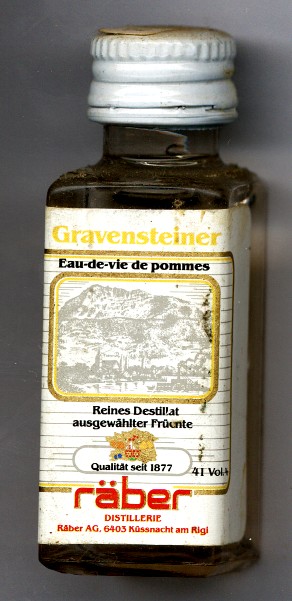 Gravensteiner
Eau-de-vie de pommes
Reines Destillat
ausgewählter Früchte
Qualität seit 1877
41 Vol.%
räber
DISTILLERIE
Räber AG, 6403 Küssnacht am Rigi